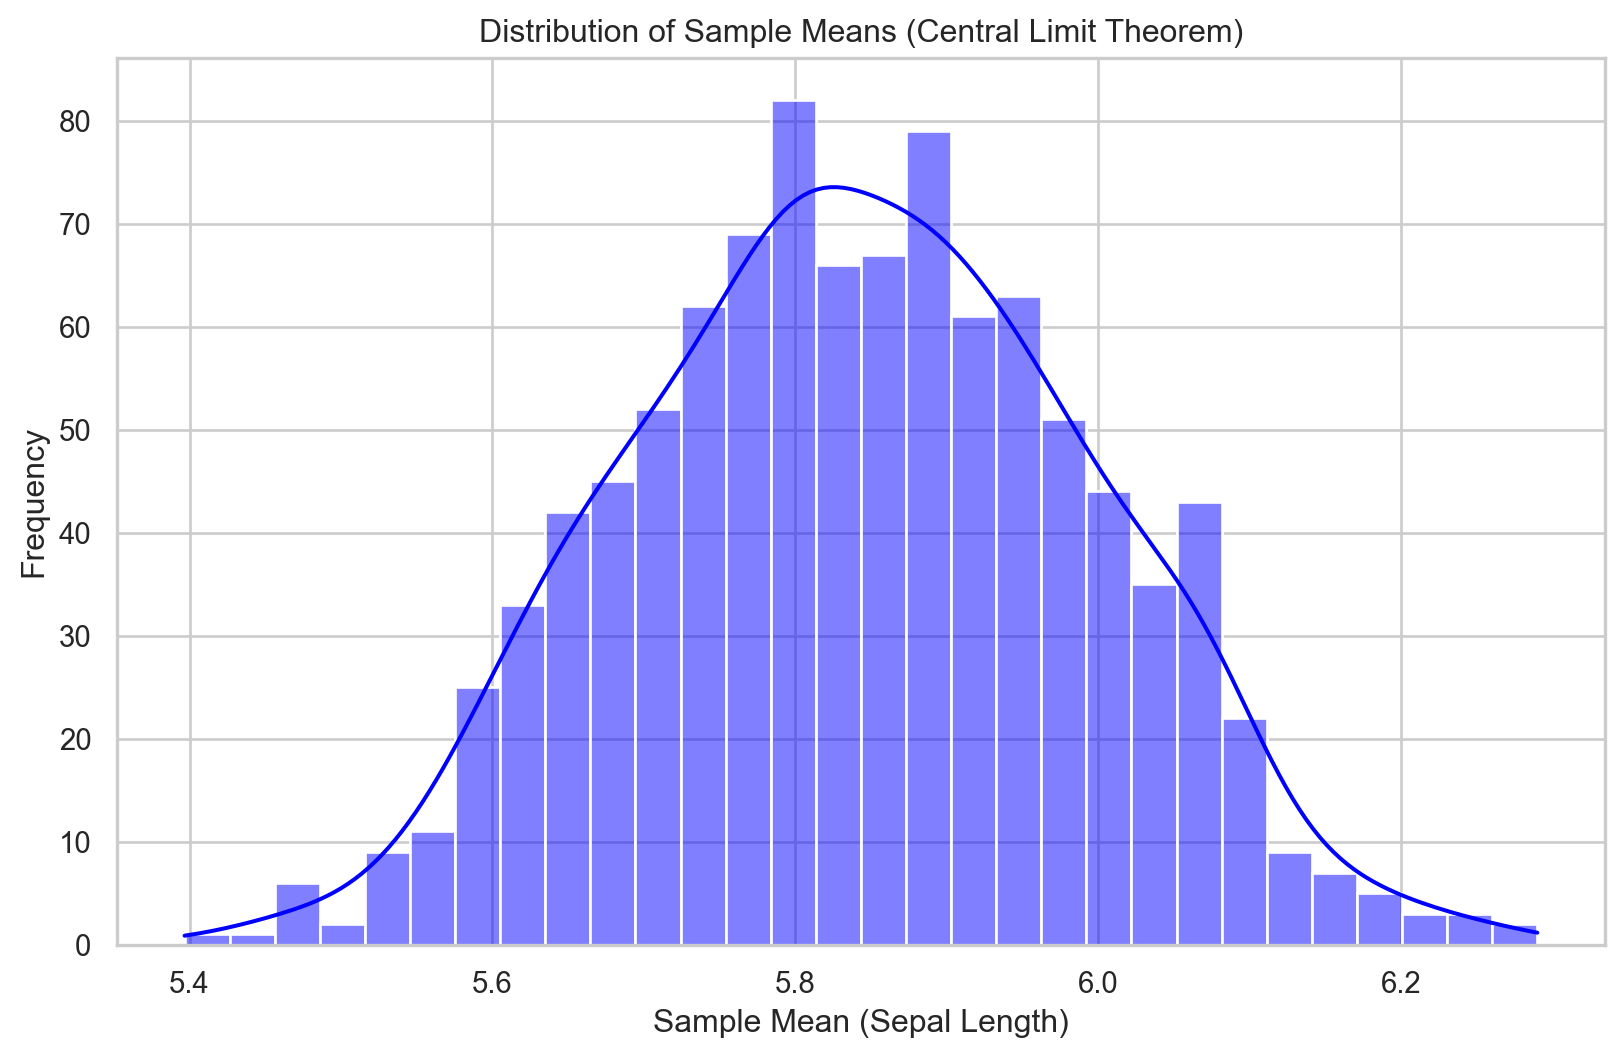 Distribution of Sample Means (Central Limit Theorem)
80
70
60
50
40
30
20
10
0
Frequency
5.4 5.6 5.8 6.0 6.2
Sample Mean (Sepal Length)